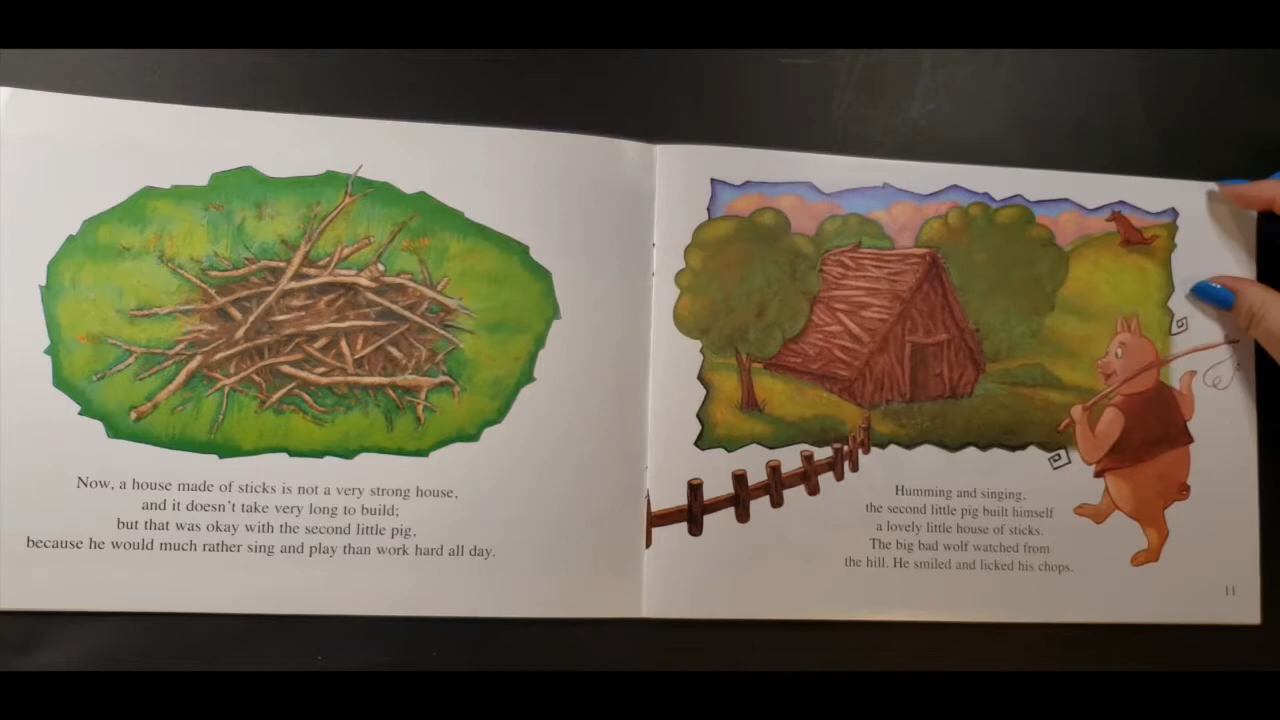 Now, a house made of sticks is not a very strong house,
and it doesn't take very long to build;
but that was okay with the second little pig,
because he would much rather sing and play than work hard all day.
Humming and singing,
the second little pig built himself
a lovely little house of sticks.
The big bad wolf watched from
the hill. He smiled and licked his chops.
11